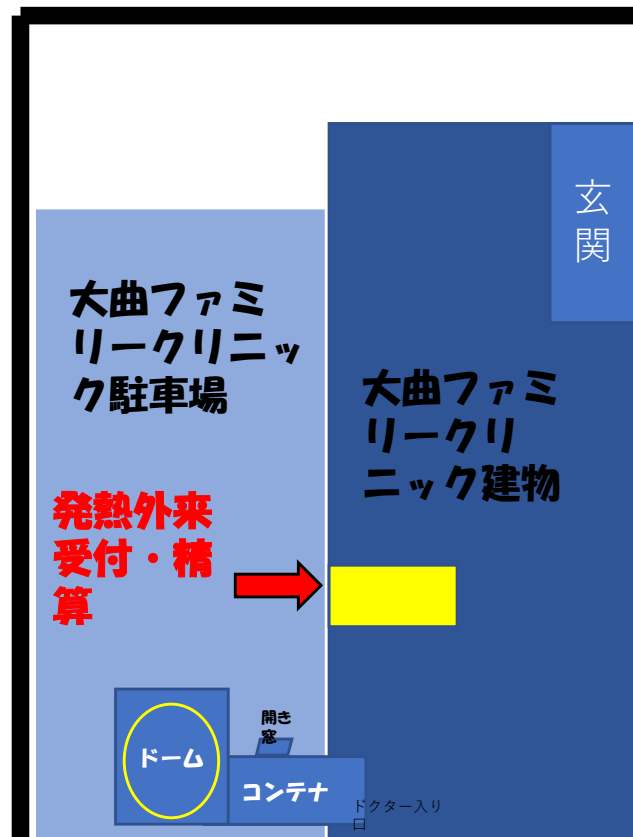 玄
関
大曲ファミ
リークリニッ
ク駐車場
大曲ファミ
リークリ
ニック建物
発熱外来
受付・精
算
開き
窓
ドーム
コンテナ
ドクター入り
口